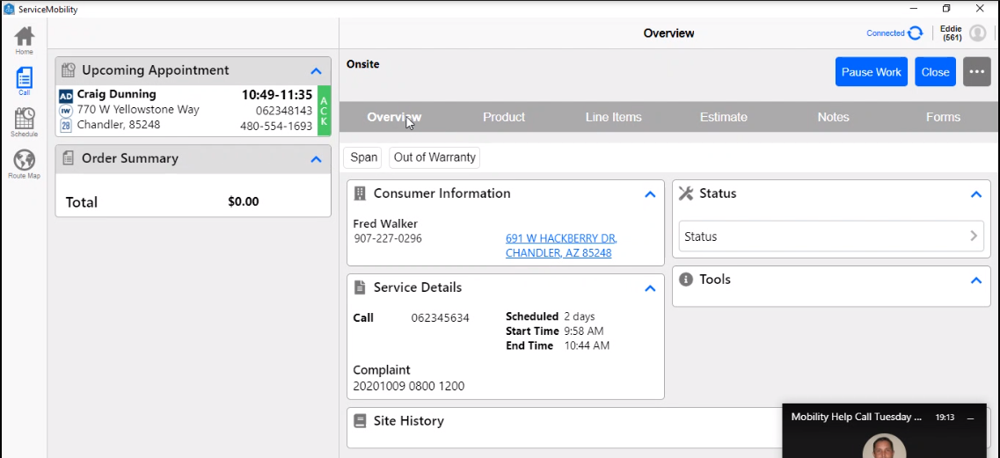 ServiceMobility
Home
Call
Schedule
Route Map
Upcoming Appointment
AD Craig Dunning 10:49-11:35
IW 770 W Yellowstone Way 062348143
28 Chandler, 85248 480-554-1693
ACK
Order Summary
Total $0.00
Overview
Connected
Eddie
(561)
Onsite
Pause Work
Close
Overview Product Line Items Estimate Notes Forms
Span Out of Warranty
Consumer Information
Fred Walker
907-227-0296
691 W HACKBERRY DR,
CHANDLER, AZ 85248
Service Details
Call 062345634
Scheduled 2 days
Start Time 9:58 AM
End Time 10:44 AM
Complaint
20201009 0800 1200
Site History
Status
Status
Tools
Mobility Help Call Tuesday ... 19:13